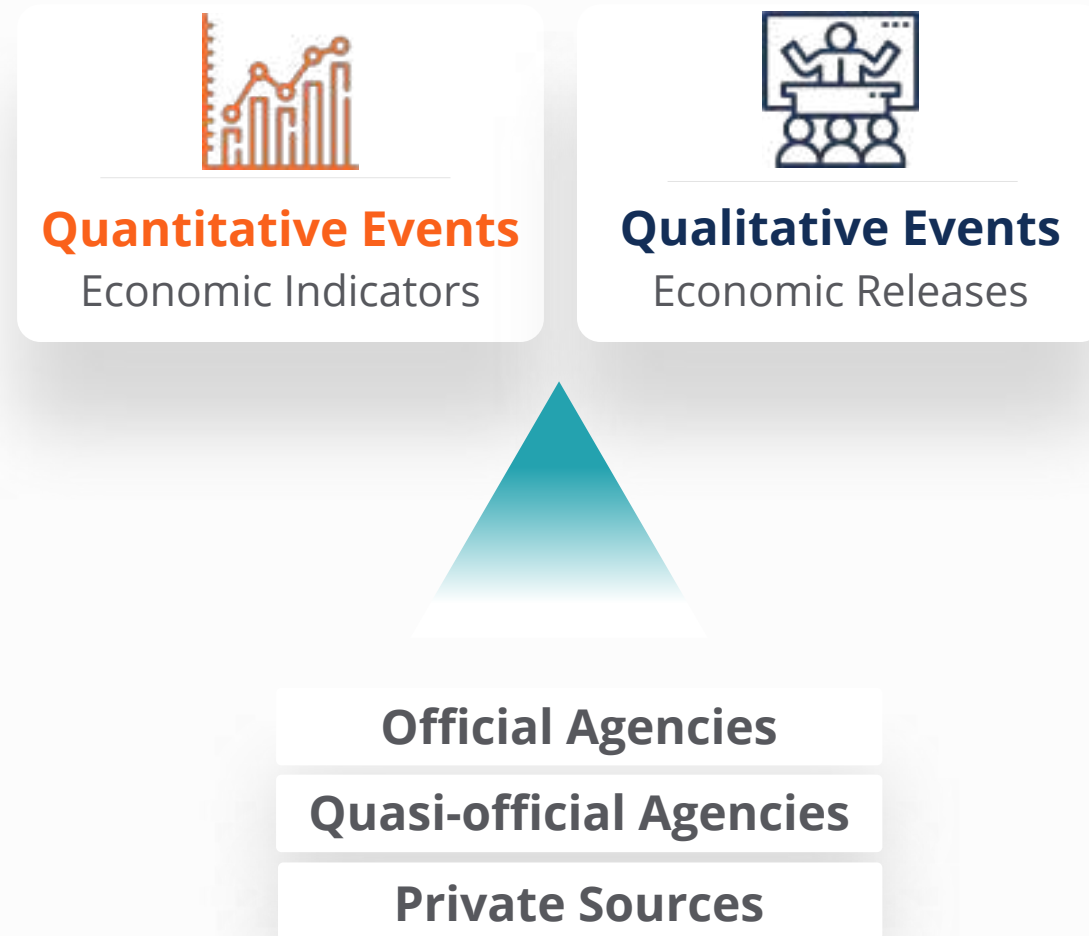 Quantitative Events
Economic Indicators
Qualitative Events
Economic Releases
Official Agencies
Quasi-official Agencies
Private Sources